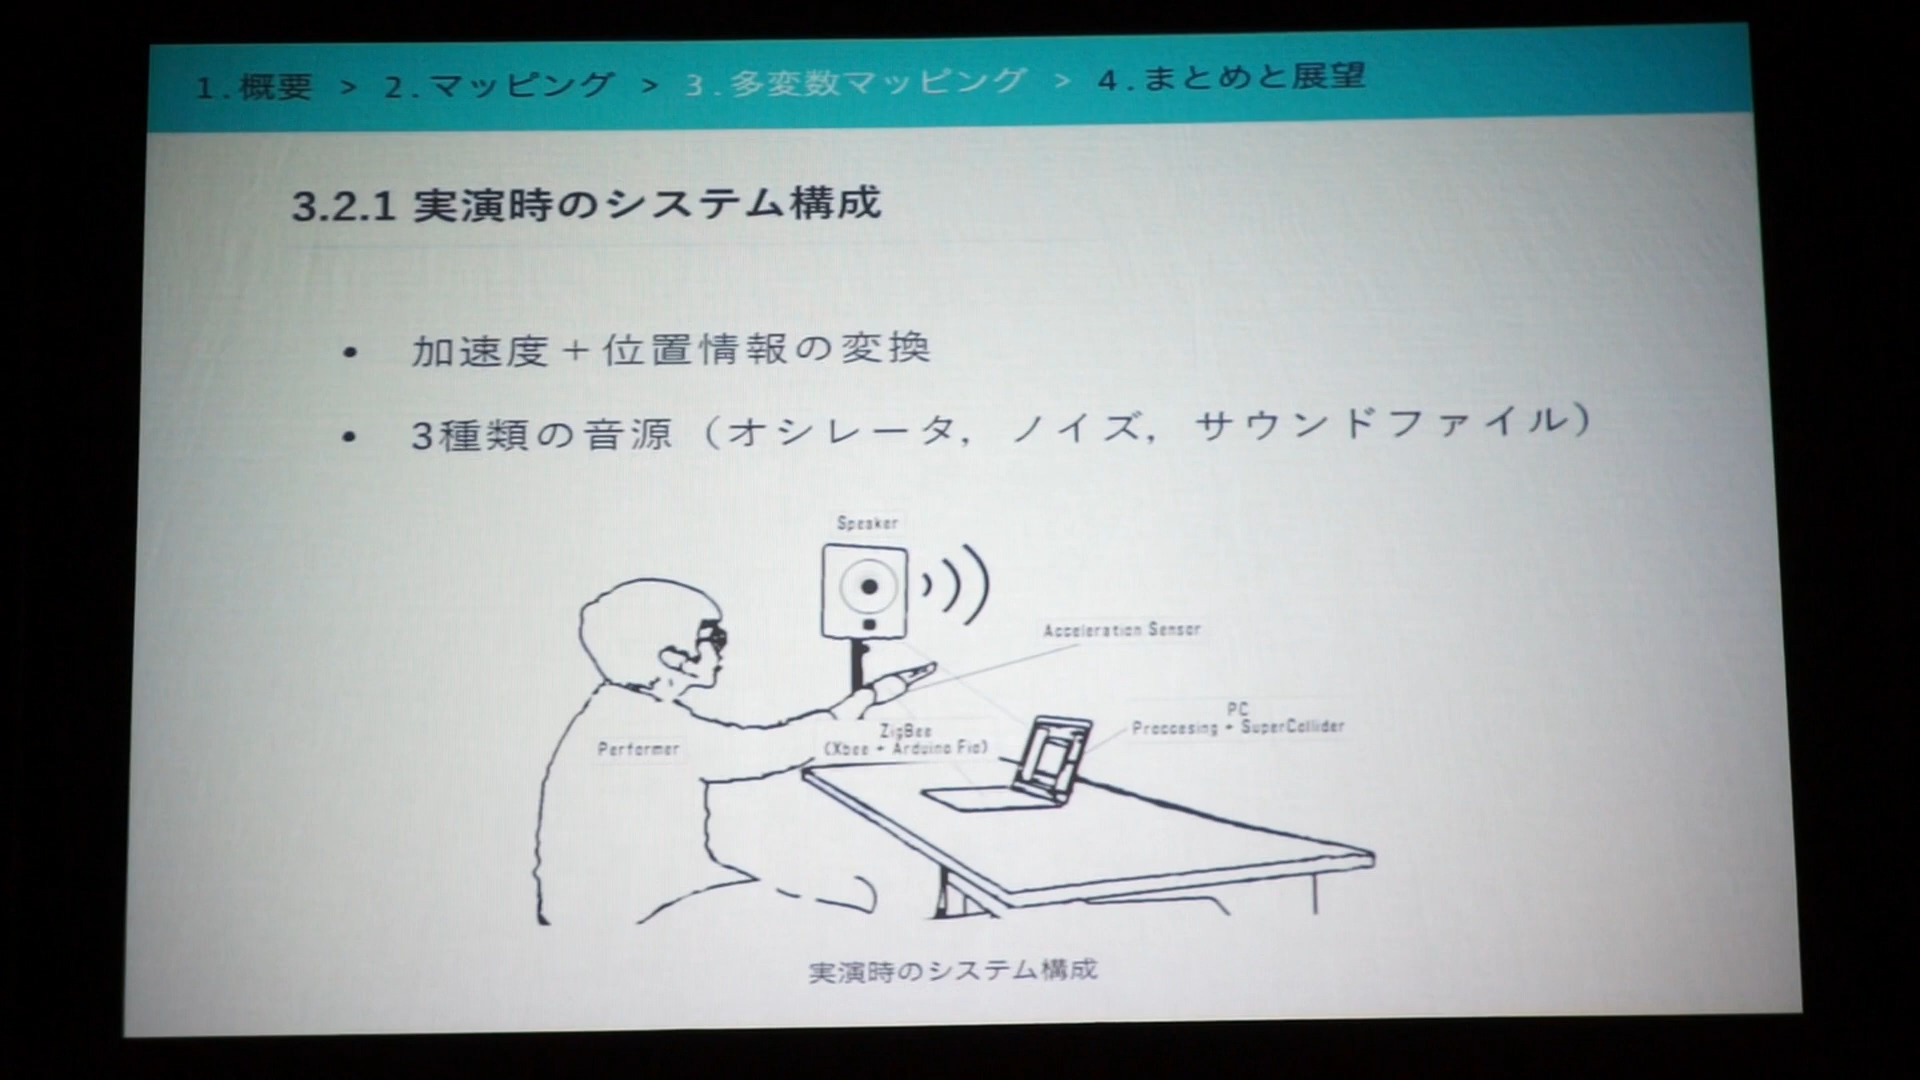 1.概要 > 2.マッピング > 3.多変数マッピング > 4.まとめと展望
3.2.1 実演時のシステム構成
• 加速度+位置情報の変換
• 3種類の音源(オシレータ, ノイズ, サウンドファイル)
Speaker
Acceleration Sensor
PC
Proccesing + SuperCollider
ZigBee
(Xbee + Arduino Fio)
Performer
実演時のシステム構成